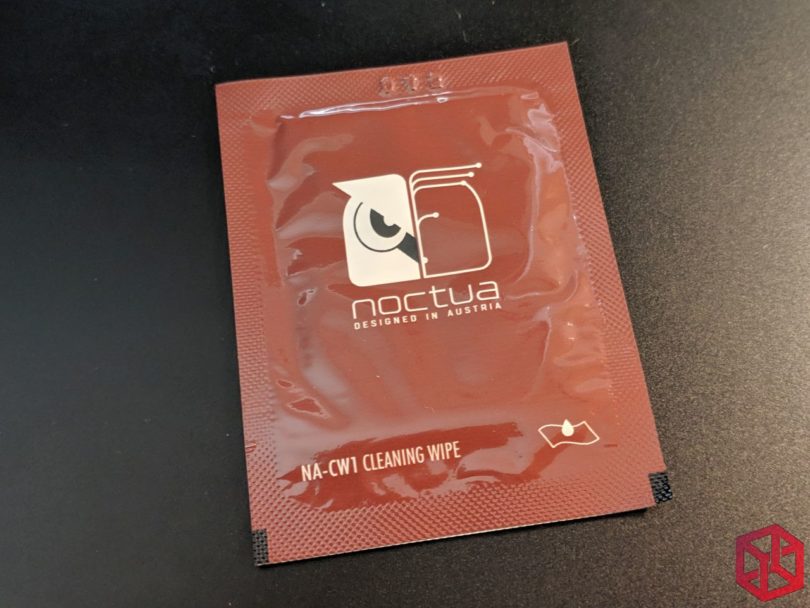 noctua
DESIGNED IN AUSTRIA
NA-CW1 CLEANING WIPE